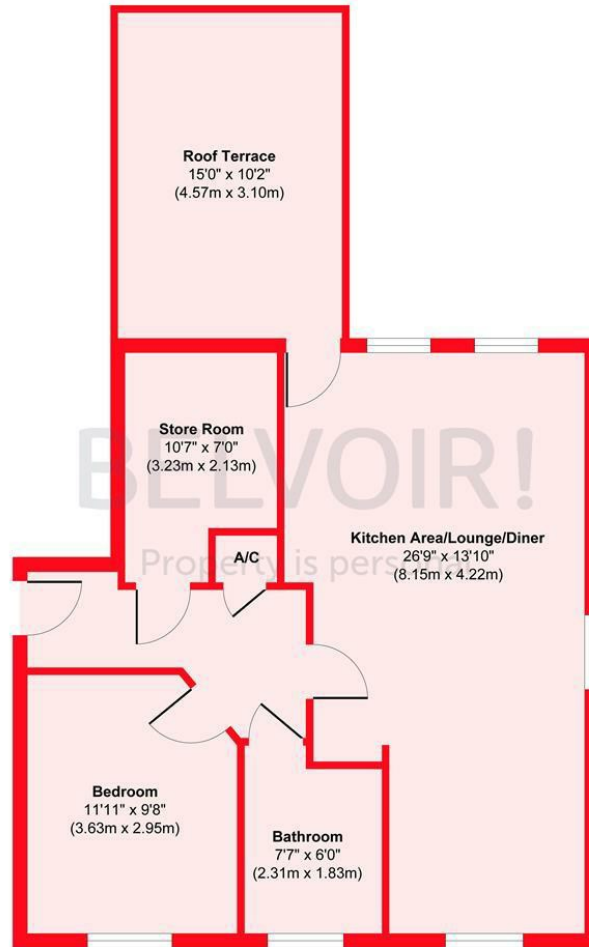 Roof Terrace
15'0" x 10'2"
(4.57m x 3.10m)
Store Room
10'7" x 7'0"
(3.23m x 2.13m)
BELVOIR!
Property is personal
A/C
Kitchen Area/Lounge/Diner
26'9" x 13'10"
(8.15m x 4.22m)
Bedroom
11'11" x 9'8"
(3.63m x 2.95m)
Bathroom
7'7" x 6'0"
(2.31m x 1.83m)